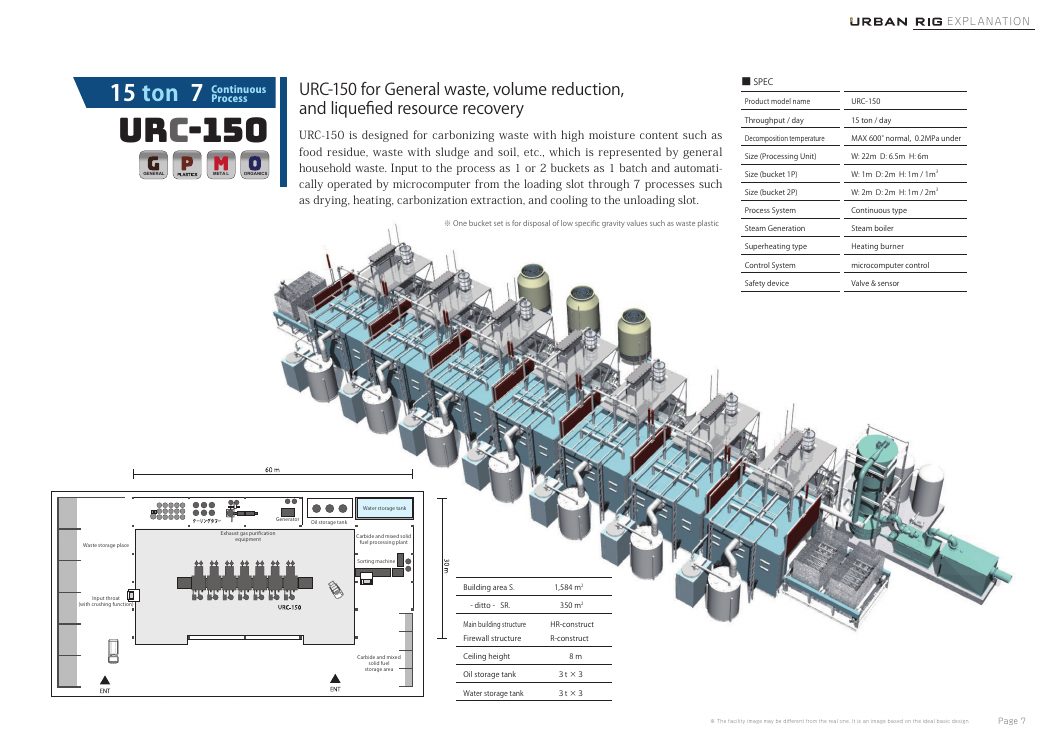 URBAN RIG EXPLANATION
15 ton 7 Continuous Process
URC-150
G P M O
GENERAL PLASTICS METAL ORGANICS
URC-150 for General waste, volume reduction,
and liquefied resource recovery
URC-150 is designed for carbonizing waste with high moisture content such as
food residue, waste with sludge and soil, etc., which is represented by general
household waste. Input to the process as 1 or 2 buckets as 1 batch and automati-
cally operated by microcomputer from the loading slot through 7 processes such
as drying, heating, carbonization extraction, and cooling to the unloading slot.
※ One bucket set is for disposal of low specific gravity values such as waste plastic
■ SPEC
Product model name URC-150
Throughput / day 15 ton / day
Decomposition temperature MAX 600° normal, 0.2MPa under
Size (Processing Unit) W: 22m D: 6.5m H: 6m
Size (bucket 1P) W: 1m D: 2m H: 1m / 1m³
Size (bucket 2P) W: 2m D: 2m H: 1m / 2m³
Process System Continuous type
Steam Generation Steam boiler
Superheating type Heating burner
Control System microcomputer control
Safety device Valve & sensor
60 m
クーリングタワー
Generator
Oil storage tank
Water storage tank
Exhaust gas purification
equipment
Waste storage place
Carbide and mixed solid
fuel processing plant
Sorting machine
30 m
Input throat
(with crushing function)
URC-150
Carbide and mixed
solid fuel
storage area
ENT
ENT
Building area S. 1,584 m²
- ditto - SR. 350 m²
Main building structure HR-construct
Firewall structure R-construct
Ceiling height 8 m
Oil storage tank 3 t × 3
Water storage tank 3 t × 3
※ The facility image may be different from the real one. It is an image based on the ideal basic design.
Page 7